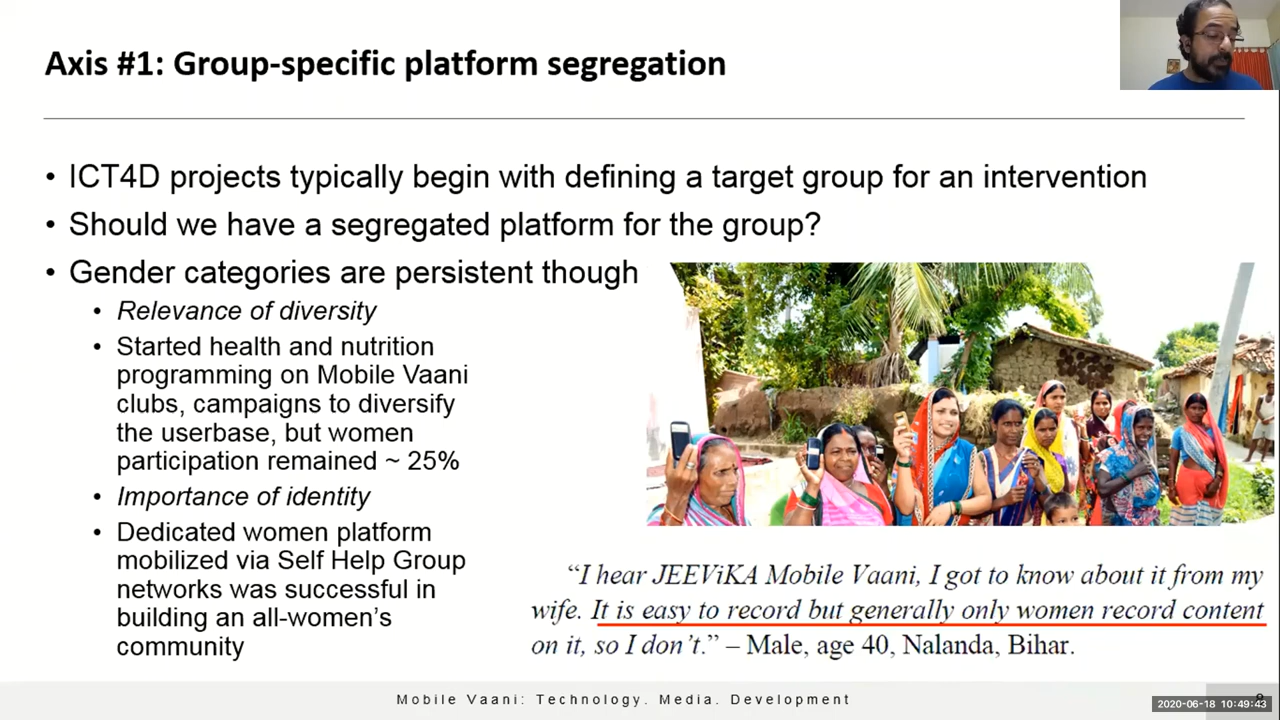 Axis #1: Group-specific platform segregation
• ICT4D projects typically begin with defining a target group for an intervention
• Should we have a segregated platform for the group?
• Gender categories are persistent though
• Relevance of diversity
• Started health and nutrition
programming on Mobile Vaani
clubs, campaigns to diversify
the userbase, but women
participation remained ~ 25%
• Importance of identity
• Dedicated women platform
mobilized via Self Help Group
networks was successful in
building an all-women’s
community
“I hear JEEViKA Mobile Vaani, I got to know about it from my
wife. It is easy to record but generally only women record content
on it, so I don’t.” – Male, age 40, Nalanda, Bihar.
Mobile Vaani: Technology. Media. Development
2020-06-18 10:49:43